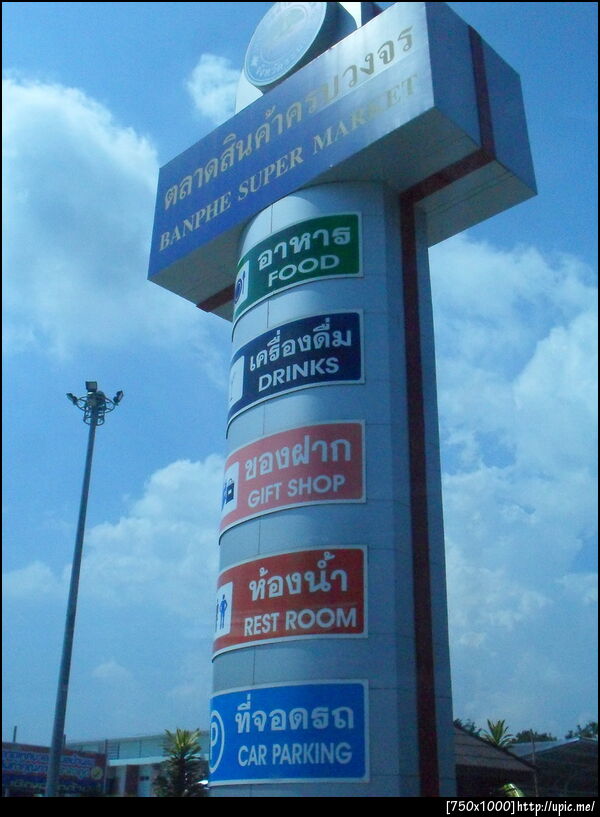 ตลาดสินค้าครบวงจร
BANPHE SUPER MARKET
อาหาร
FOOD
เครื่องดื่ม
DRINKS
ของฝาก
GIFT SHOP
ห้องน้ำ
REST ROOM
P
ที่จอดรถ
CAR PARKING
[750x1000]http://upic.me/